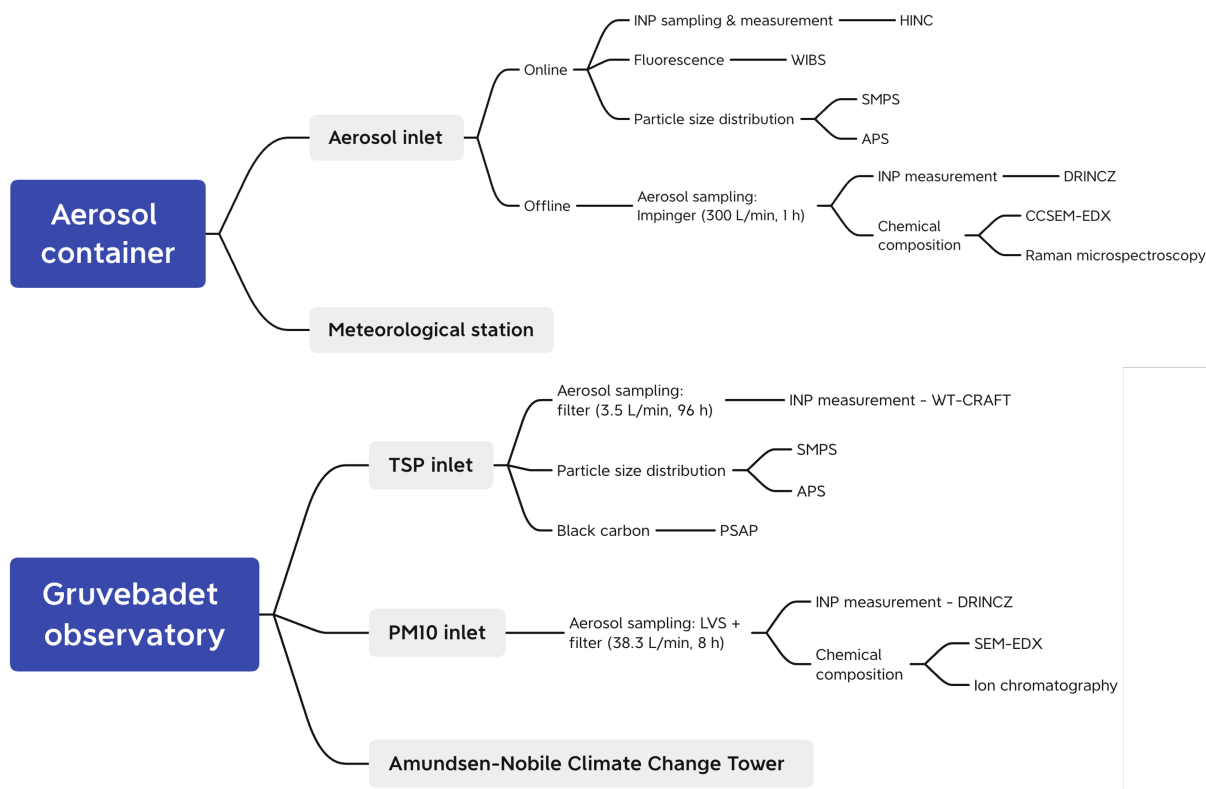 Aerosol
container
Aerosol inlet
Online
INP sampling & measurement
HINC
Fluorescence
WIBS
Particle size distribution
SMPS
APS
Offline
Aerosol sampling:
Impinger (300 L/min, 1 h)
INP measurement
DRINCZ
Chemical
composition
CCSEM-EDX
Raman microspectroscopy
Meteorological station
Gruvebadet
observatory
TSP inlet
Aerosol sampling:
filter (3.5 L/min, 96 h)
INP measurement - WT-CRAFT
Particle size distribution
SMPS
APS
Black carbon
PSAP
PM10 inlet
Aerosol sampling: LVS +
filter (38.3 L/min, 8 h)
INP measurement - DRINCZ
Chemical
composition
SEM-EDX
Ion chromatography
Amundsen-Nobile Climate Change Tower